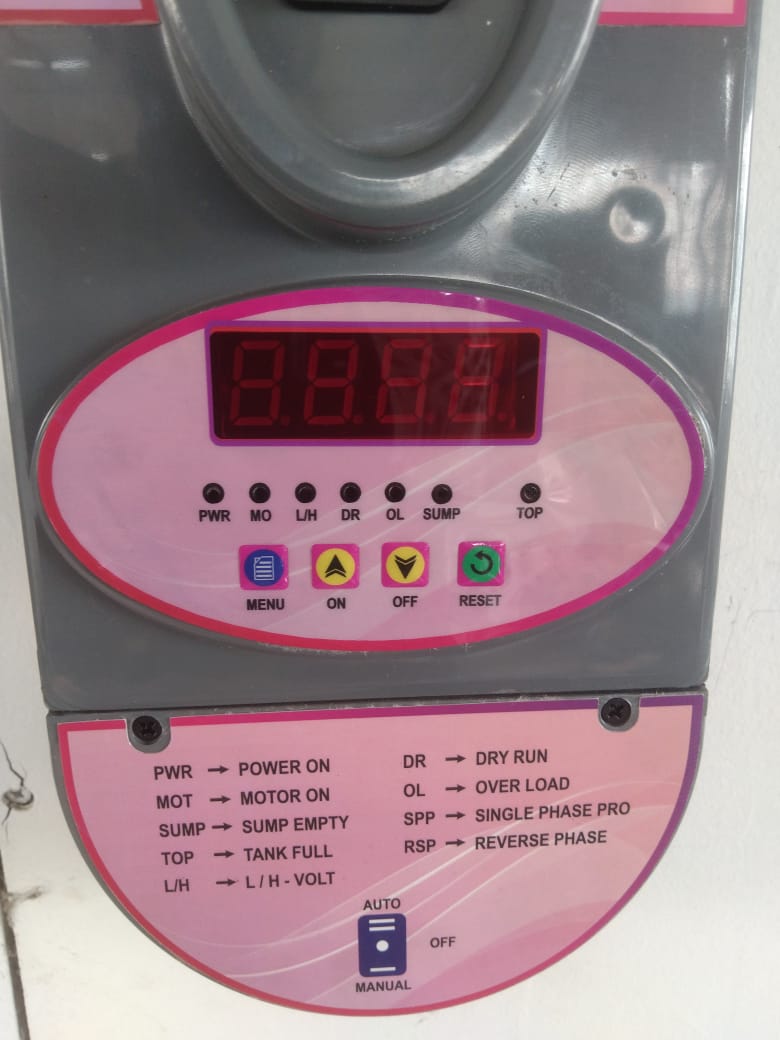 PWR MO L/H DR OL SUMP TOP
MENU ON OFF RESET
PWR → POWER ON
MOT → MOTOR ON
SUMP → SUMP EMPTY
TOP → TANK FULL
L/H → L / H - VOLT
DR → DRY RUN
OL → OVER LOAD
SPP → SINGLE PHASE PRO
RSP → REVERSE PHASE
AUTO
OFF
MANUAL